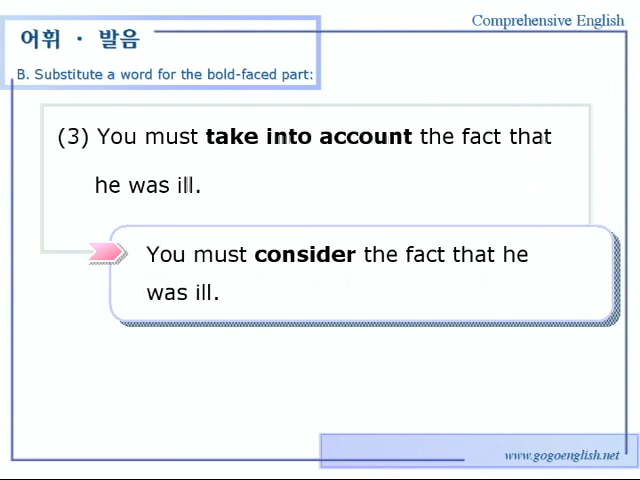 Comprehensive English
어휘 · 발음
B. Substitute a word for the bold-faced part:
(3) You must take into account the fact that
he was ill.
You must consider the fact that he
was ill.
www.gogoenglish.net